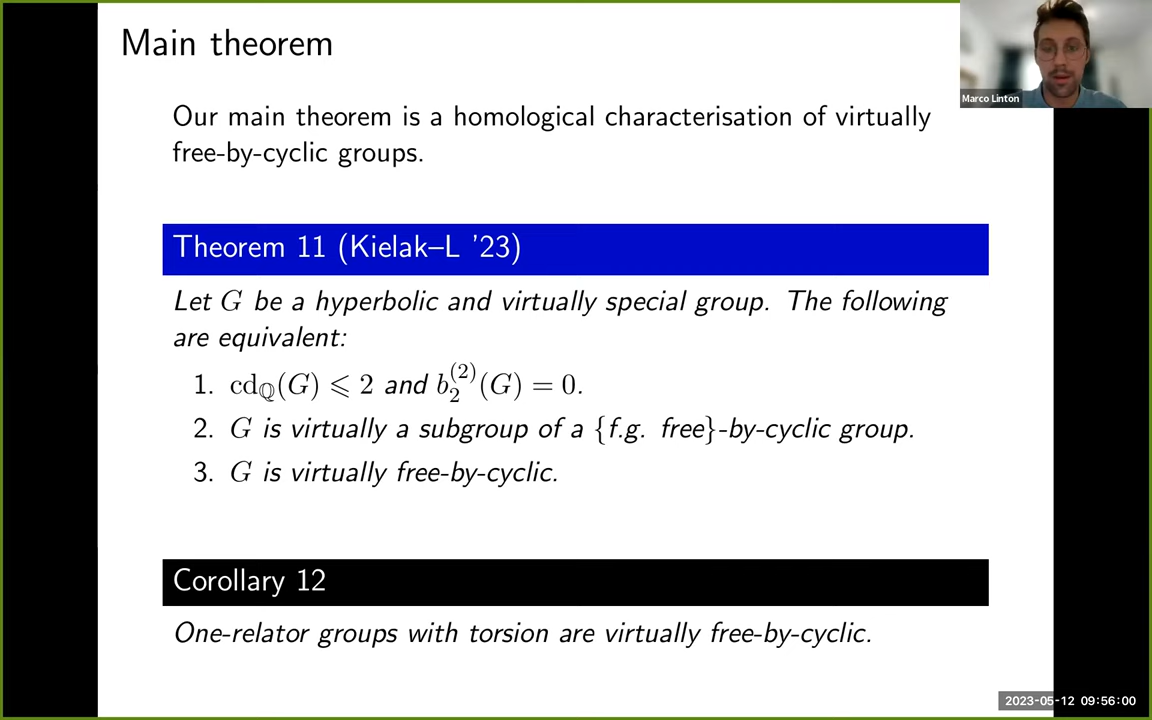 Main theorem
Marco Linton
Our main theorem is a homological characterisation of virtually
free-by-cyclic groups.
Theorem 11 (Kielak–L '23)
Let G be a hyperbolic and virtually special group. The following
are equivalent:
1. cd_ℚ(G) ⩽ 2 and b_2^{(2)}(G) = 0.
2. G is virtually a subgroup of a {f.g. free}-by-cyclic group.
3. G is virtually free-by-cyclic.
Corollary 12
One-relator groups with torsion are virtually free-by-cyclic.
2023-05-12 09:56:00